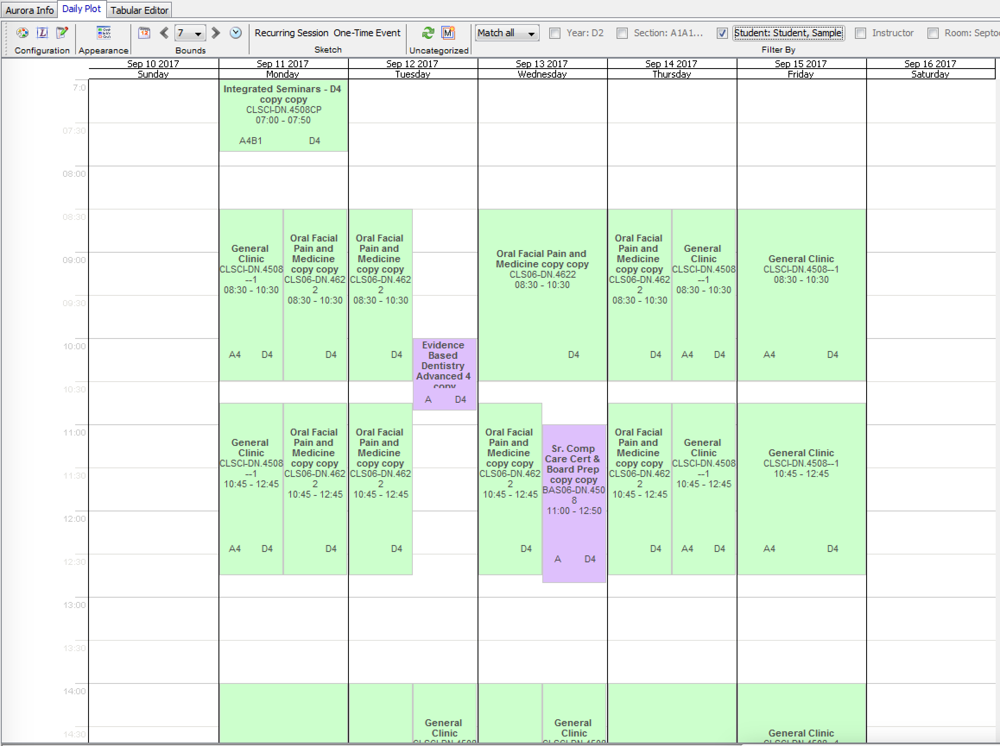 Aurora Info Daily Plot Tabular Editor
7 Recurring Session One-Time Event Match all Year: D2 Section: A1A1... Student: Student, Sample Instructor
Room:
Configuration Appearance Bounds Sketch Uncategorized Filter By
Sep 10 2017 Sep 11 2017 Sep 12 2017 Sep 13 2017 Sep 14 2017 Sep 15 2017 Sep 16 2017
Sunday Monday Tuesday Wednesday Thursday Friday Saturday
7:0
07:30
08:00
08:30
09:00
09:30
10:00
10:30
11:00
11:30
12:00
12:30
13:00
13:30
14:00
14:30
Integrated Seminars - D4
copy copy
CLSCI-DN.4508CP
07:00 - 07:50
A4B1 D4
General
Clinic
CLSCI-DN.4508
--1
08:30 - 10:30
A4 D4
Oral Facial
Pain and
Medicine
copy copy
CLS06-DN.462
2
08:30 - 10:30
D4
General
Clinic
CLSCI-DN.4508
--1
10:45 - 12:45
A4 D4
Oral Facial
Pain and
Medicine
copy copy
CLS06-DN.462
2
10:45 - 12:45
D4
Oral Facial
Pain and
Medicine
copy copy
CLS06-DN.462
2
08:30 - 10:30
D4
Evidence
Based
Dentistry
Advanced 4
copy
A D4
Oral Facial
Pain and
Medicine
copy copy
CLS06-DN.462
2
10:45 - 12:45
D4
General
Clinic
CLSCI-DN.4508
Oral Facial Pain and
Medicine copy copy
CLS06-DN.4622
08:30 - 10:30
D4
Oral Facial
Pain and
Medicine
copy copy
CLS06-DN.462
2
10:45 - 12:45
D4
Sr. Comp
Care Cert &
Board Prep
copy copy
BAS06-DN.450
8
11:00 - 12:50
A D4
General
Clinic
CLSCI-DN.4508
Oral Facial
Pain and
Medicine
copy copy
CLS06-DN.462
2
08:30 - 10:30
D4
General
Clinic
CLSCI-DN.4508
--1
08:30 - 10:30
A4 D4
Oral Facial
Pain and
Medicine
copy copy
CLS06-DN.462
2
10:45 - 12:45
D4
General
Clinic
CLSCI-DN.4508
--1
10:45 - 12:45
A4 D4
General Clinic
CLSCI-DN.4508--1
08:30 - 10:30
A4 D4
General Clinic
CLSCI-DN.4508--1
10:45 - 12:45
A4 D4
General Clinic
CLSCI-DN.4508--1